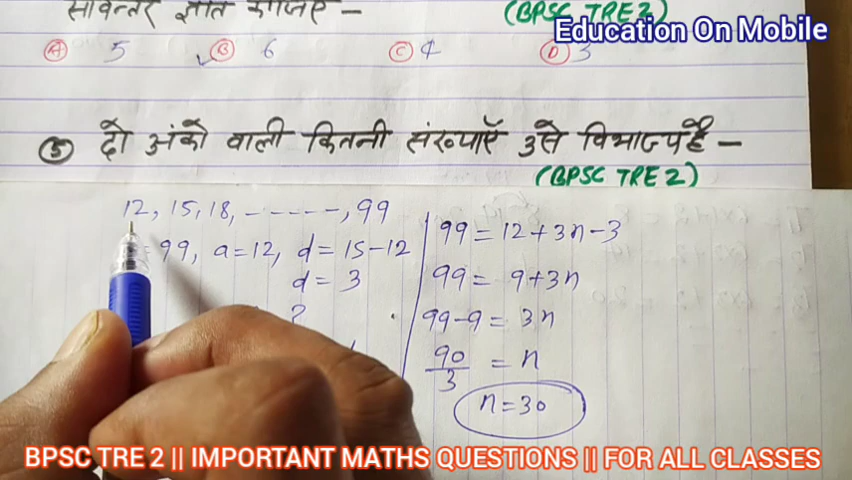 सार्वन्तर ज्ञात कीजिए —
(BPSC TRE 2)
Education On Mobile
Ⓐ 5 Ⓑ 6 Ⓒ 4 Ⓓ 3
⑤ दो अंको वाली कितनी संख्याएँ 3 से विभाज्य है —
(BPSC TRE 2)
12, 15, 18, - - - - -, 99
= 99, a = 12, d = 15 - 12
d = 3
?
99 = 12 + 3n - 3
99 = 9 + 3n
99 - 9 = 3n
90/3 = n
n = 30
BPSC TRE 2 || IMPORTANT MATHS QUESTIONS || FOR ALL CLASSES